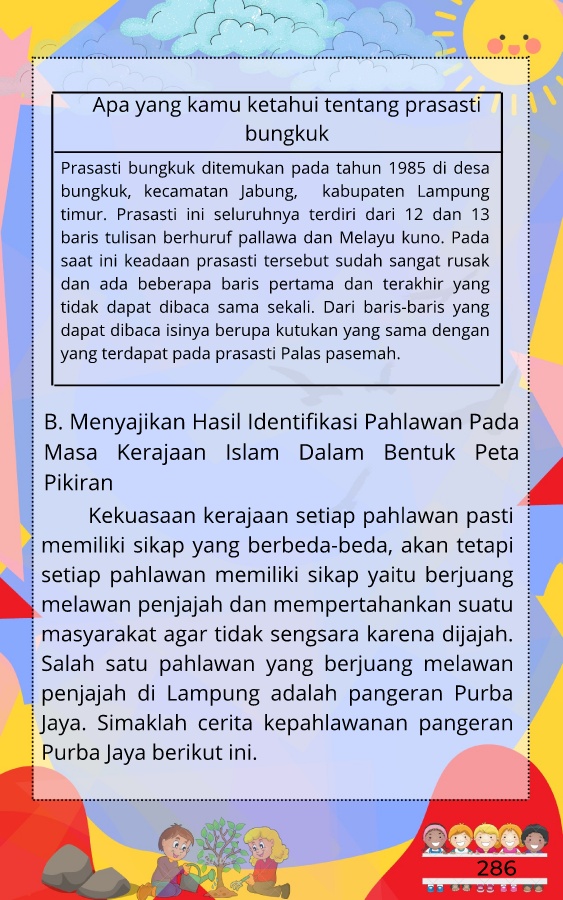 Apa yang kamu ketahui tentang prasasti
bungkuk
Prasasti bungkuk ditemukan pada tahun 1985 di desa
bungkuk, kecamatan Jabung, kabupaten Lampung
timur. Prasasti ini seluruhnya terdiri dari 12 dan 13
baris tulisan berhuruf pallawa dan Melayu kuno. Pada
saat ini keadaan prasasti tersebut sudah sangat rusak
dan ada beberapa baris pertama dan terakhir yang
tidak dapat dibaca sama sekali. Dari baris-baris yang
dapat dibaca isinya berupa kutukan yang sama dengan
yang terdapat pada prasasti Palas pasemah.
B. Menyajikan Hasil Identifikasi Pahlawan Pada
Masa Kerajaan Islam Dalam Bentuk Peta
Pikiran
Kekuasaan kerajaan setiap pahlawan pasti
memiliki sikap yang berbeda-beda, akan tetapi
setiap pahlawan memiliki sikap yaitu berjuang
melawan penjajah dan mempertahankan suatu
masyarakat agar tidak sengsara karena dijajah.
Salah satu pahlawan yang berjuang melawan
penjajah di Lampung adalah pangeran Purba
Jaya. Simaklah cerita kepahlawanan pangeran
Purba Jaya berikut ini.
286